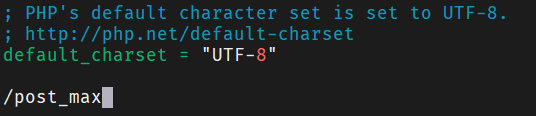 ; PHP's default character set is set to UTF-8.
; http://php.net/default-charset
default_charset = "UTF-8"
/post_max